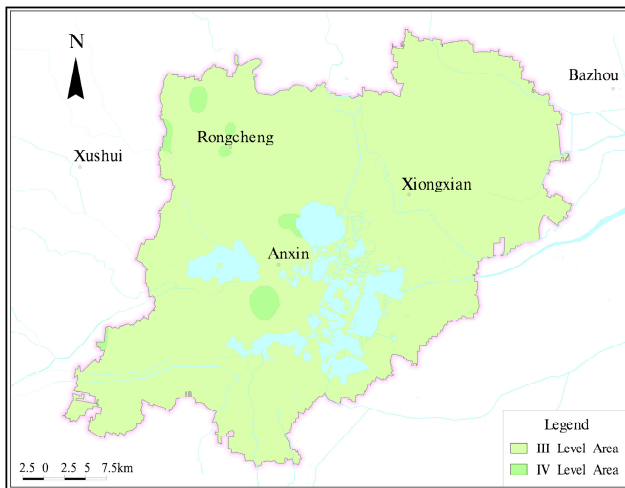 N
Bazhou
Rongcheng
Xushui
Xiongxian
Anxin
Legend
III Level Area
IV Level Area
2.5 0 2.5 5 7.5km